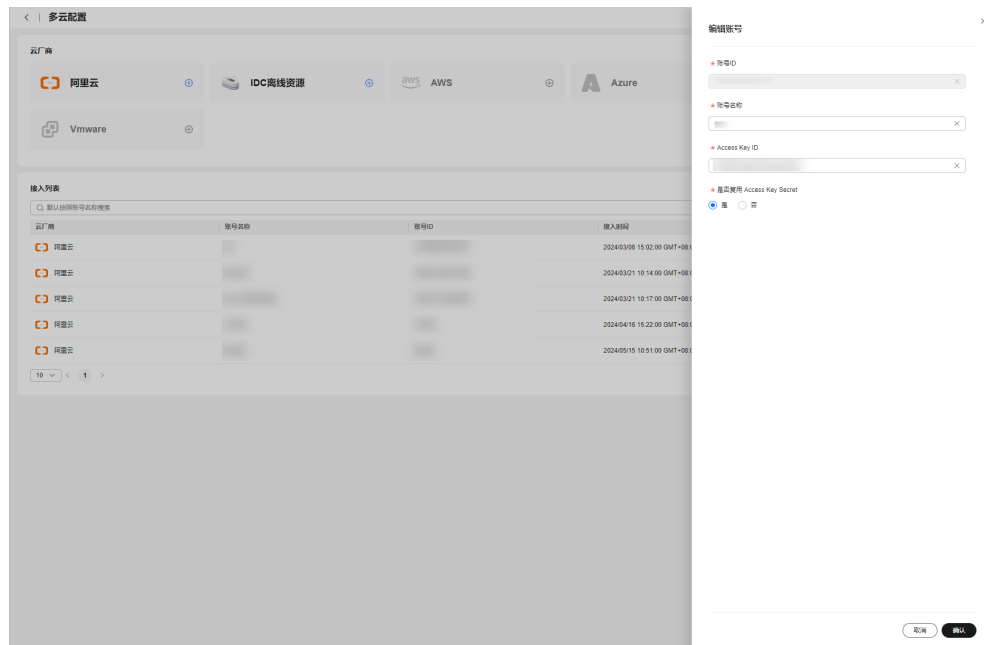 多云配置
云厂商
阿里云
IDC离线资源
aws AWS
Azure
Vmware
接入列表
默认按照账号名称搜索
云厂商 账号名称 账号ID 接入时间
阿里云 2024/03/06 15:02:00 GMT+08:0
阿里云 2024/03/21 10:14:00 GMT+08:0
阿里云 2024/03/21 10:17:00 GMT+08:0
阿里云 2024/04/16 15:22:00 GMT+08:0
阿里云 2024/05/15 10:51:00 GMT+08:0
10 1
编辑账号
* 账号ID
* 账号名称
* Access Key ID
* 是否复用 Access Key Secret
是 否
取消 确认